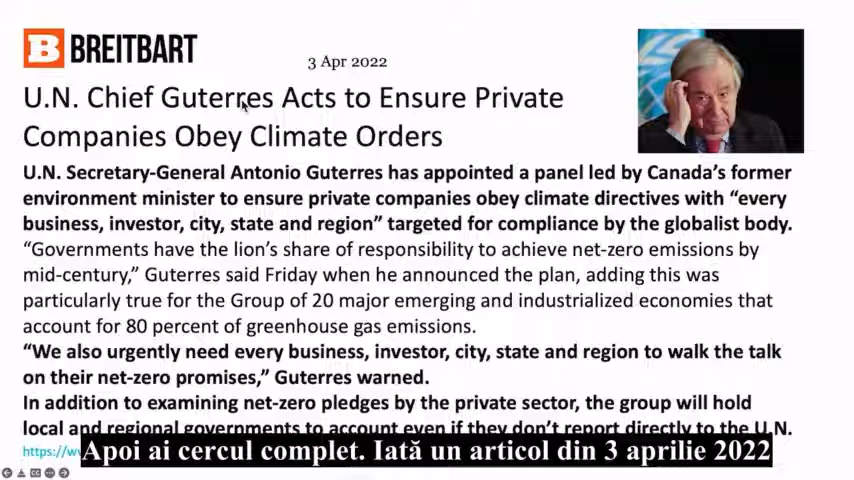 B BREITBART
3 Apr 2022
U.N. Chief Guterres Acts to Ensure Private
Companies Obey Climate Orders
U.N. Secretary-General Antonio Guterres has appointed a panel led by Canada's former
environment minister to ensure private companies obey climate directives with “every
business, investor, city, state and region” targeted for compliance by the globalist body.
“Governments have the lion's share of responsibility to achieve net-zero emissions by
mid-century,” Guterres said Friday when he announced the plan, adding this was
particularly true for the Group of 20 major emerging and industrialized economies that
account for 80 percent of greenhouse gas emissions.
“We also urgently need every business, investor, city, state and region to walk the talk
on their net-zero promises,” Guterres warned.
In addition to examining net-zero pledges by the private sector, the group will hold
local and regional governments to account even if they don't report directly to the U.N.
Apoi ai cercul complet. Iată un articol din 3 aprilie 2022